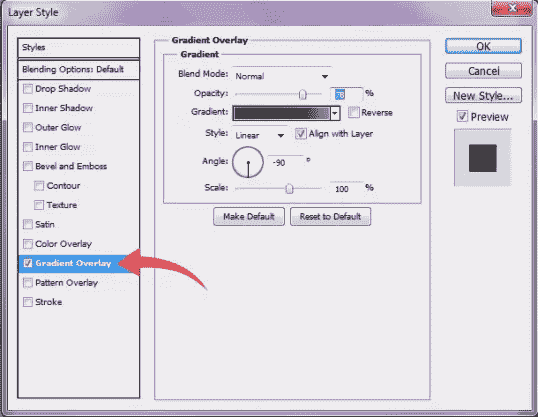 Layer Style
Styles
Blending Options: Default
Drop Shadow
Inner Shadow
Outer Glow
Inner Glow
Bevel and Emboss
Contour
Texture
Satin
Color Overlay
Gradient Overlay
Pattern Overlay
Stroke
Gradient Overlay
Gradient
Blend Mode: Normal
Opacity: 78 %
Gradient: Reverse
Style: Linear Align with Layer
Angle: -90 °
Scale: 100 %
Make Default Reset to Default
OK
Cancel
New Style...
Preview